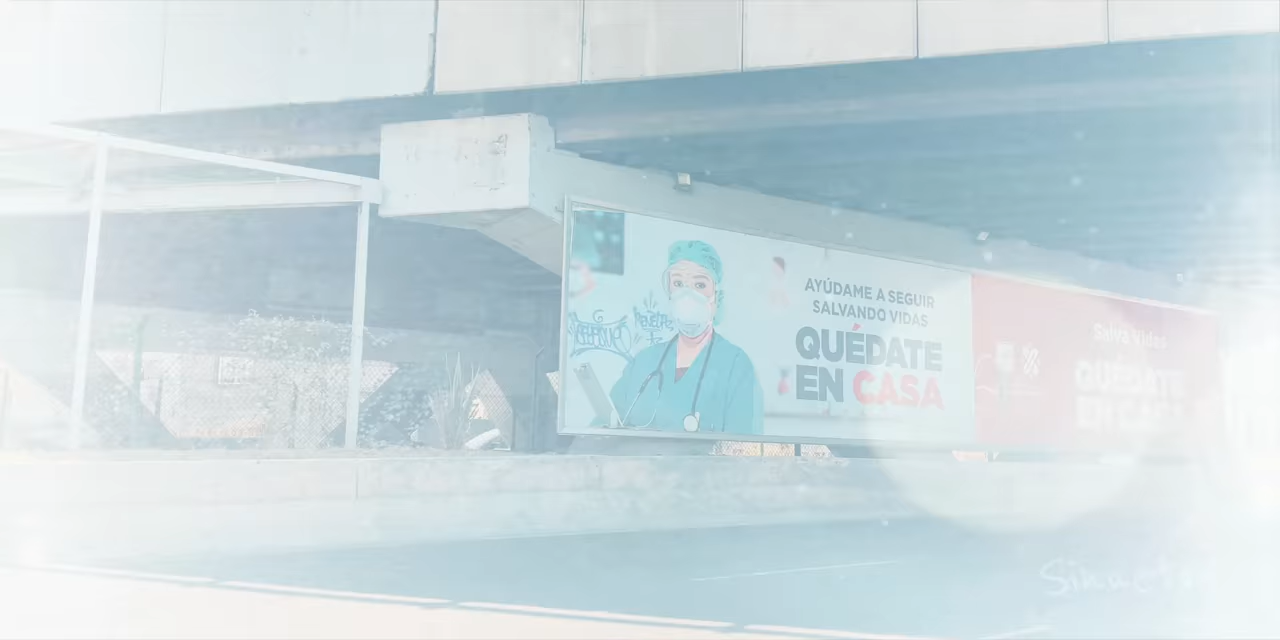 AYÚDAME A SEGUIR
SALVANDO VIDAS
QUÉDATE
EN CASA
Salva Vidas
QUÉDATE
EN CASA